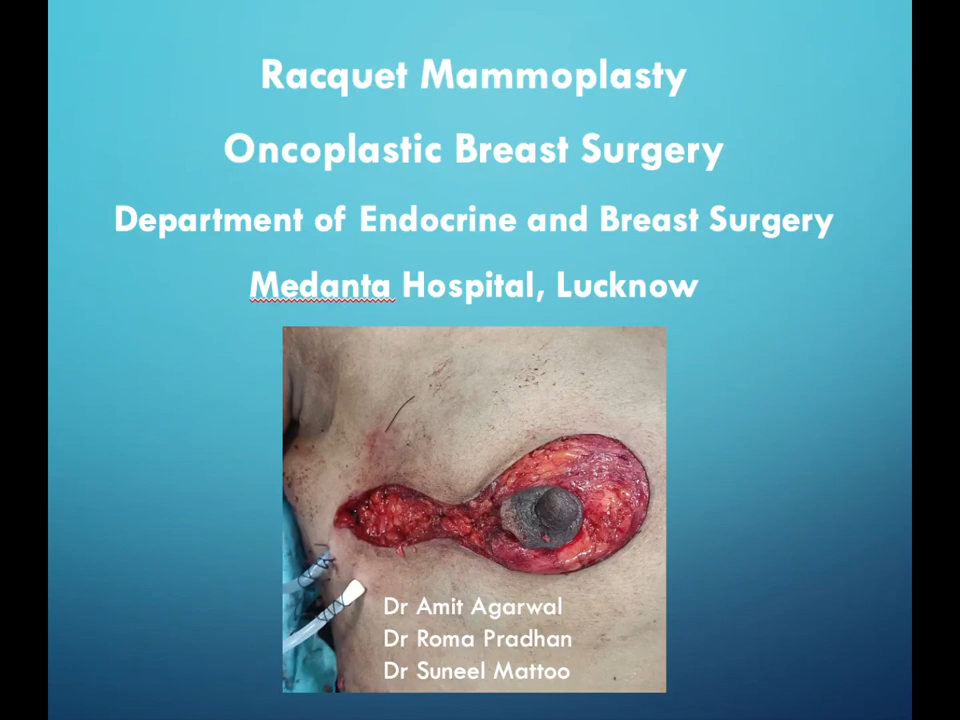 Racquet Mammoplasty
Oncoplastic Breast Surgery
Department of Endocrine and Breast Surgery
Medanta Hospital, Lucknow
Dr Amit Agarwal
Dr Roma Pradhan
Dr Suneel Mattoo